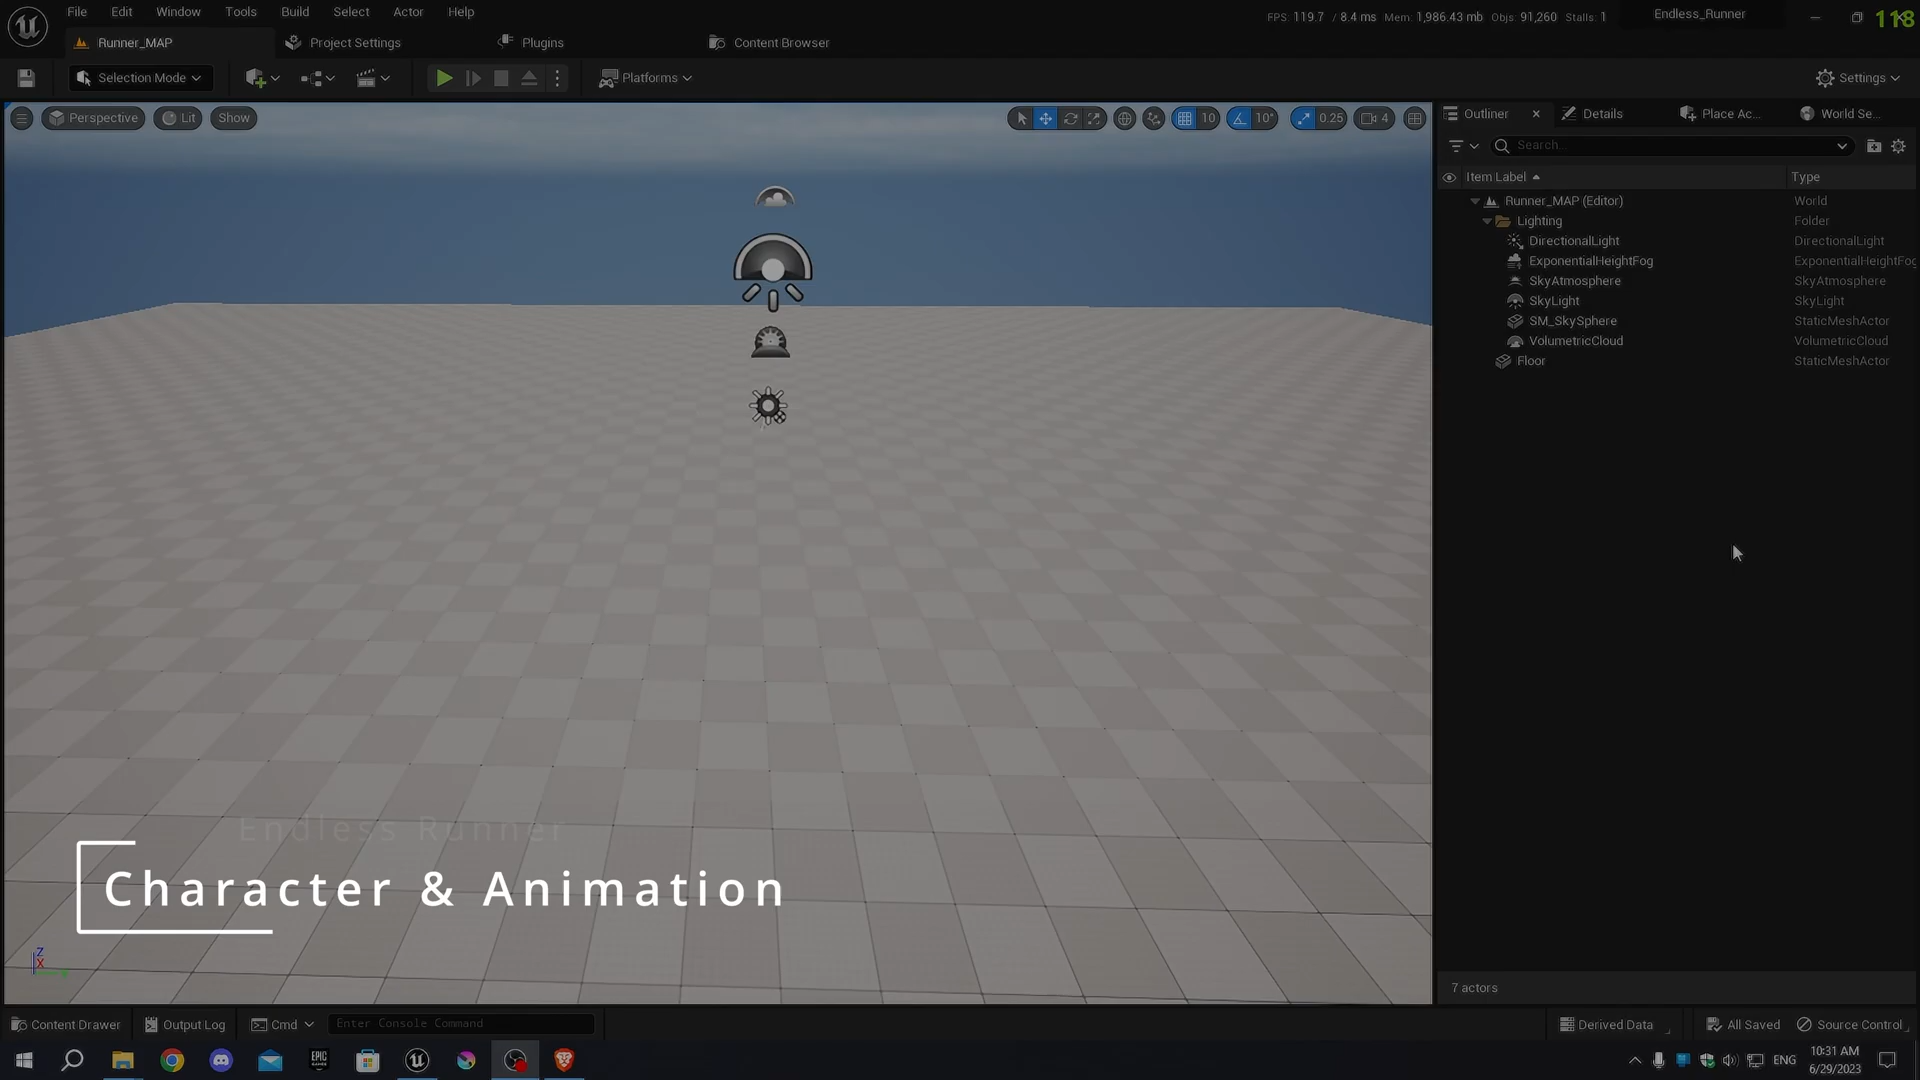 File Edit Window Tools Build Select Actor Help
FPS: 119.7 / 8.4 ms Mem: 1,986.43 mb Objs: 91,260 Stalls: 1
Endless_Runner
118
Runner_MAP
Project Settings
Plugins
Content Browser
Selection Mode
Platforms
Settings
Perspective
Lit
Show
10
10°
0.25
4
Outliner
Details
Place Ac...
World Se...
Search...
Item Label
Type
Runner_MAP (Editor) World
Lighting Folder
DirectionalLight DirectionalLight
ExponentialHeightFog ExponentialHeightFog
SkyAtmosphere SkyAtmosphere
SkyLight SkyLight
SM_SkySphere StaticMeshActor
VolumetricCloud VolumetricCloud
Floor StaticMeshActor
Endless Runner
Character & Animation
Z
X
7 actors
Content Drawer
Output Log
Cmd
Enter Console Command
Derived Data
All Saved
Source Control
EPIC
GAMES
ENG
10:31 AM
6/29/2023